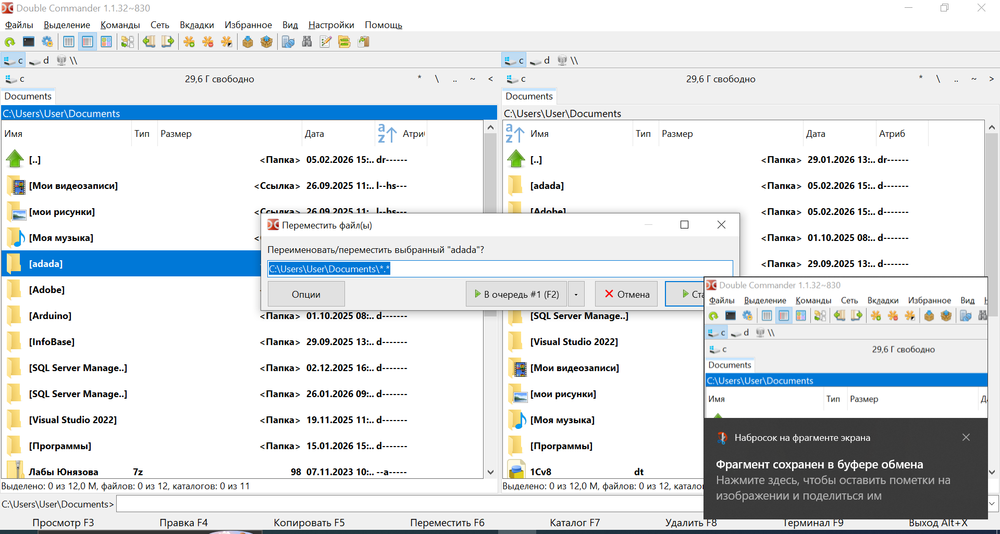 Double Commander 1.1.32~830
Файлы Выделение Команды Сеть Вкладки Избранное Вид Настройки Помощь
c d \\
c d \\
c 29,6 Г свободно * \ .. ~ <
c 29,6 Г свободно * \ .. ~ >
Documents
Documents
C:\Users\User\Documents
C:\Users\User\Documents
Имя Тип Размер Дата Атри
Имя Тип Размер Дата Атриб
[..] <Папка> 05.02.2026 15:.. dr------
[Мои видеозаписи] <Ссылка> 26.09.2025 11:.. l--hs---
[мои рисунки] <Ссылка> 26.09.2025 11:.. l--hs---
[Моя музыка] <
[adada]
[Adobe]
[Arduino] <Папка> 01.10.2025 08:.. d-------
[InfoBase] <Папка> 29.09.2025 13:.. d-------
[SQL Server Manage..] <Папка> 02.12.2025 16:.. d-------
[SQL Server Manage..] <Папка> 26.01.2026 09:.. d-------
[Visual Studio 2022] <Папка> 19.11.2025 11:.. d-------
[Программы] <Папка> 15.01.2026 15:.. d-------
Лабы Юнязова 7z 98 07.11.2023 10:.. --a-----
Выделено: 0 из 12,0 M, файлов: 0 из 12, каталогов: 0 из 11
[..] <Папка> 29.01.2026 13:.. dr------
[adada] <Папка> 05.02.2026 15:.. d-------
[Adobe] <Папка> 05.02.2026 15:.. d-------
<Папка> 01.10.2025 08:.. d-------
<Папка> 29.09.2025 13:.. d-------
[SQL Server Manage..]
[Visual Studio 2022]
[Мои видеозаписи]
[мои рисунки]
[Моя музыка]
[Программы]
1Cv8 dt
Выделено: 0 из 12,0 M, файлов: 0 из 12, катало
Переместить файл(ы)
Переименовать/переместить выбранный "adada"?
C:\Users\User\Documents\*.*
Опции В очередь #1 (F2) Отмена Ста
Double Commander 1.1.32~830
Файлы Выделение Команды Сеть Вкладки Избранное Вид Н
c d \\
c 29,6 Г свободно
Documents
C:\Users\User\Documents
Имя Тип Размер Да
Набросок на фрагменте экрана
Фрагмент сохранен в буфере обмена
Нажмите здесь, чтобы оставить пометки на
изображении и поделиться им
C:\Users\User\Documents>
Просмотр F3 Правка F4 Копировать F5 Переместить F6 Каталог F7 Удалить F8 Терминал F9 Выход Alt+X